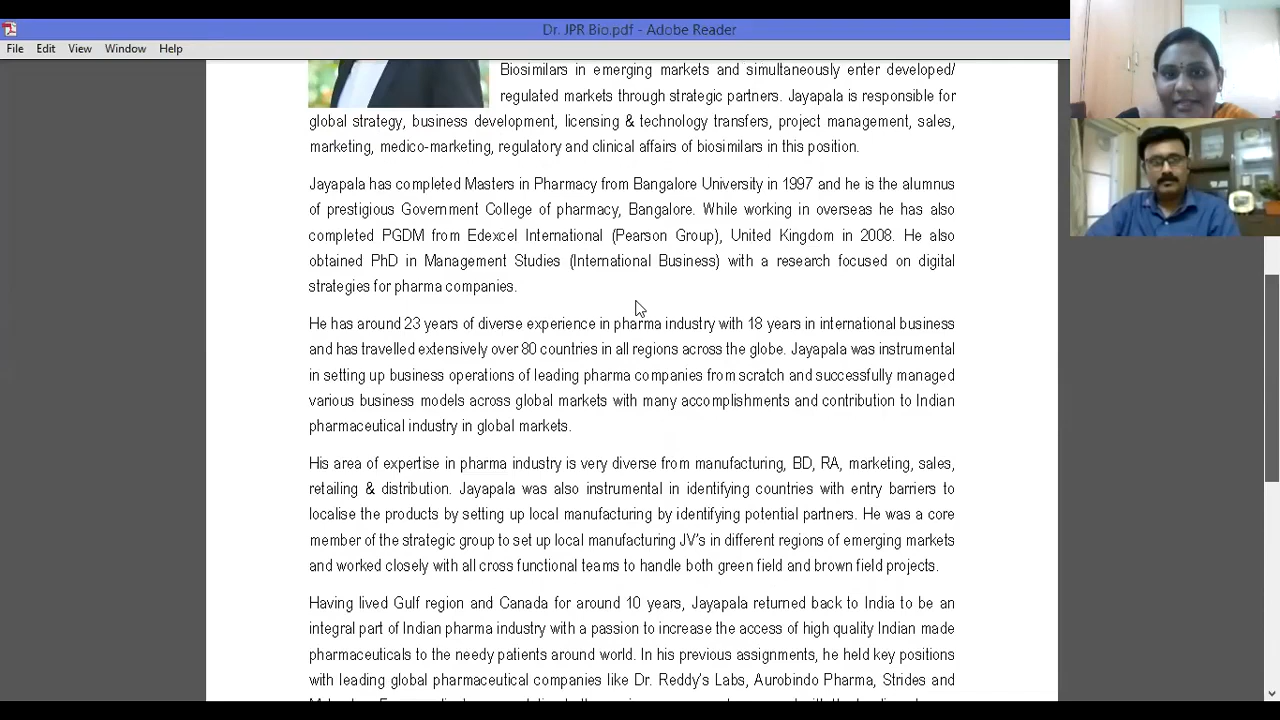 Dr. JPR Bio.pdf - Adobe Reader
File Edit View Window Help
Biosimilars in emerging markets and simultaneously enter developed/
regulated markets through strategic partners. Jayapala is responsible for
global strategy, business development, licensing & technology transfers, project management, sales,
marketing, medico-marketing, regulatory and clinical affairs of biosimilars in this position.
Jayapala has completed Masters in Pharmacy from Bangalore University in 1997 and he is the alumnus
of prestigious Government College of pharmacy, Bangalore. While working in overseas he has also
completed PGDM from Edexcel International (Pearson Group), United Kingdom in 2008. He also
obtained PhD in Management Studies (International Business) with a research focused on digital
strategies for pharma companies.
He has around 23 years of diverse experience in pharma industry with 18 years in international business
and has travelled extensively over 80 countries in all regions across the globe. Jayapala was instrumental
in setting up business operations of leading pharma companies from scratch and successfully managed
various business models across global markets with many accomplishments and contribution to Indian
pharmaceutical industry in global markets.
His area of expertise in pharma industry is very diverse from manufacturing, BD, RA, marketing, sales,
retailing & distribution. Jayapala was also instrumental in identifying countries with entry barriers to
localise the products by setting up local manufacturing by identifying potential partners. He was a core
member of the strategic group to set up local manufacturing JV's in different regions of emerging markets
and worked closely with all cross functional teams to handle both green field and brown field projects.
Having lived Gulf region and Canada for around 10 years, Jayapala returned back to India to be an
integral part of Indian pharma industry with a passion to increase the access of high quality Indian made
pharmaceuticals to the needy patients around world. In his previous assignments, he held key positions
with leading global pharmaceutical companies like Dr. Reddy's Labs, Aurobindo Pharma, Strides and